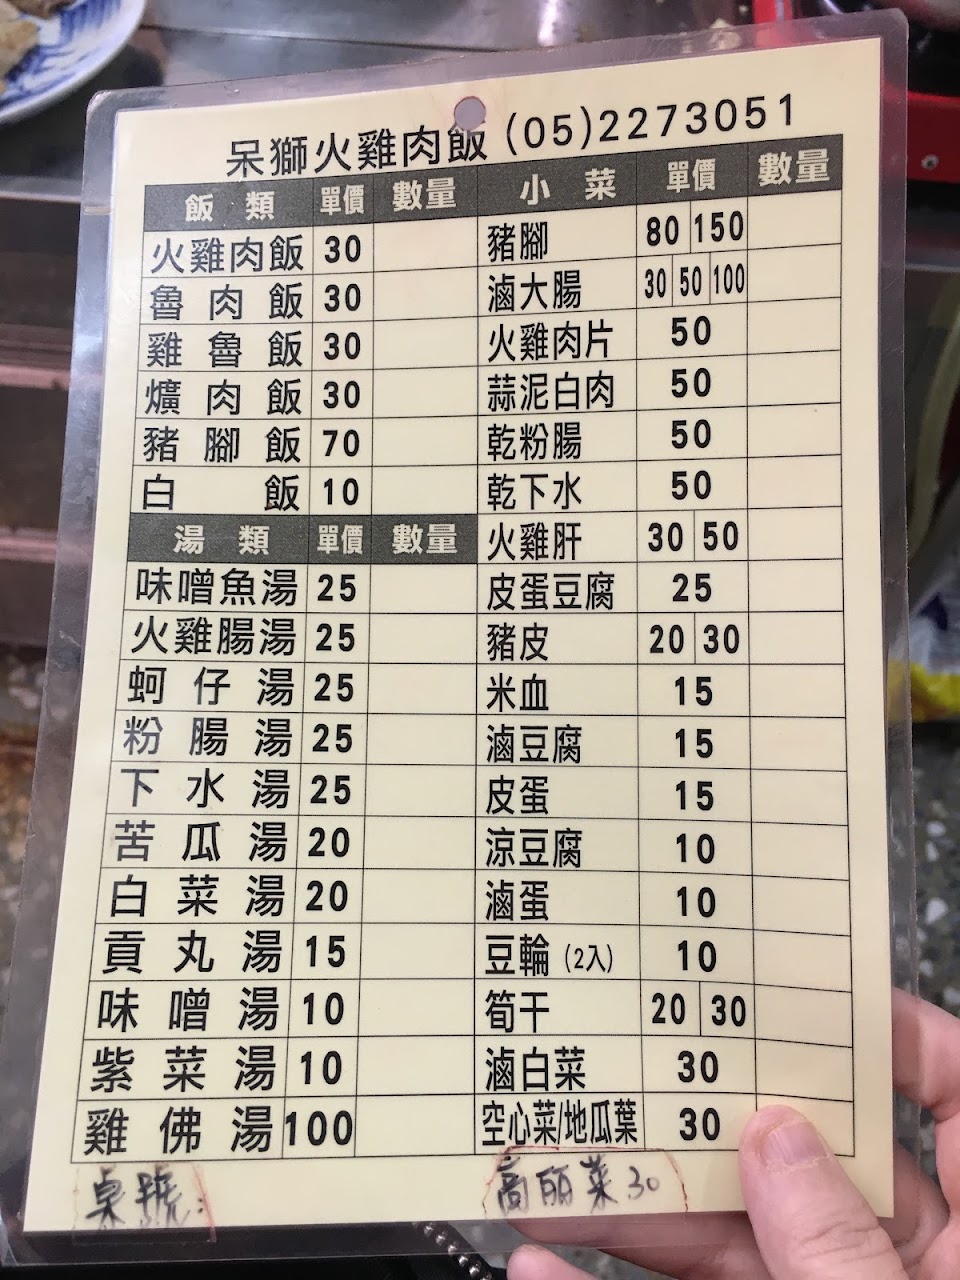 呆獅火雞肉飯 (05)2273051
飯類 單價 數量
火雞肉飯 30
魯肉飯 30
雞魯飯 30
爌肉飯 30
豬腳飯 70
白飯 10
湯類 單價 數量
味噌魚湯 25
火雞腸湯 25
蚵仔湯 25
粉腸湯 25
下水湯 25
苦瓜湯 20
白菜湯 20
貢丸湯 15
味噌湯 10
紫菜湯 10
雞佛湯 100
桌號:
小菜 單價 數量
豬腳 80 150
滷大腸 30 50 100
火雞肉片 50
蒜泥白肉 50
乾粉腸 50
乾下水 50
火雞肝 30 50
皮蛋豆腐 25
豬皮 20 30
米血 15
滷豆腐 15
皮蛋 15
涼豆腐 10
滷蛋 10
豆輪 (2入) 10
筍干 20 30
滷白菜 30
空心菜/地瓜葉 30
高丽菜 30